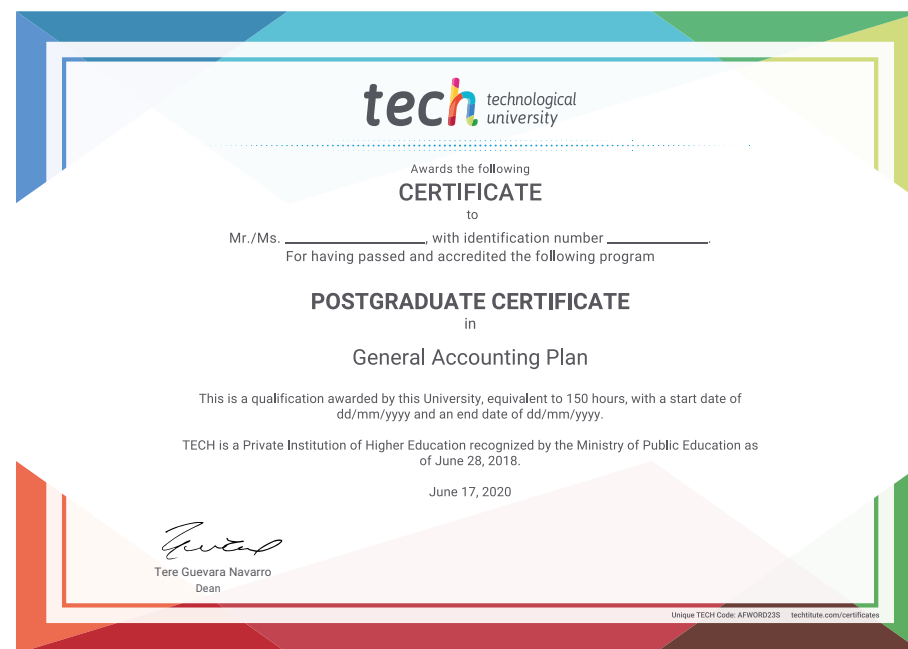 tech technological
university
Awards the following
CERTIFICATE
to
Mr./Ms. ____________________, with identification number ______________.
For having passed and accredited the following program
POSTGRADUATE CERTIFICATE
in
General Accounting Plan
This is a qualification awarded by this University, equivalent to 150 hours, with a start date of
dd/mm/yyyy and an end date of dd/mm/yyyy.
TECH is a Private Institution of Higher Education recognized by the Ministry of Public Education as
of June 28, 2018.
June 17, 2020
Tere Guevara Navarro
Dean
Unique TECH Code: AFWORD23S techtitute.com/certificates